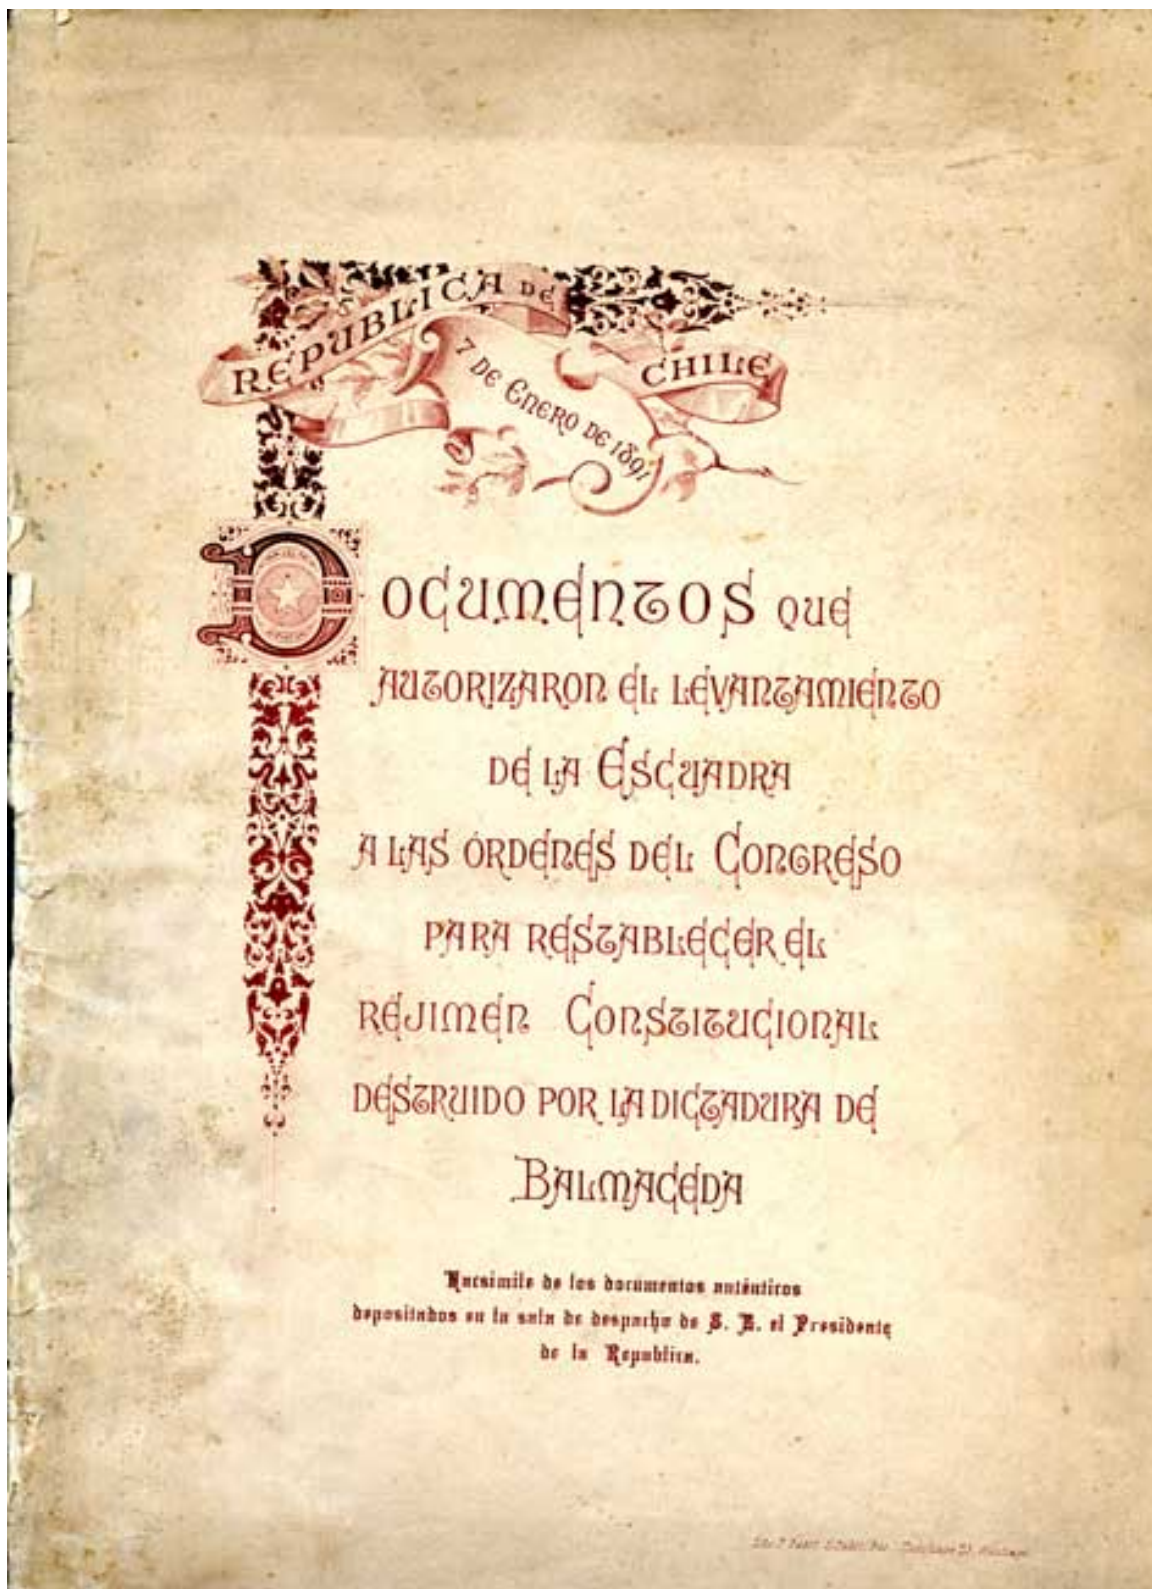 REPUBLICA DE CHILE
7 DE ENERO DE 1891
DOCUMENTOS QUE
AUTORIZARON EL LEVANTAMIENTO
DE LA ESCUADRA
A LAS ÓRDENES DEL CONGRESO
PARA RESTABLECER EL
RÉJIMEN CONSTITUCIONAL
DESTRUIDO POR LA DICTADURA DE
BALMACEDA
Facsimile de los documentos auténticos
depositados en la sala de despacho de S. E. el Presidente
de la Republica.